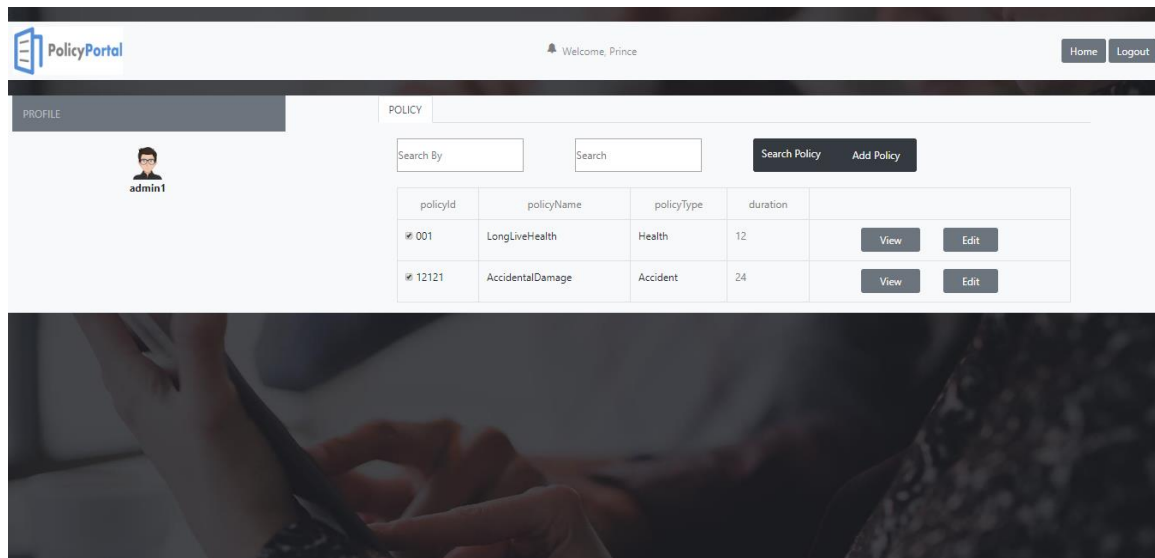 PolicyPortal
Welcome, Prince
Home Logout
PROFILE
admin1
POLICY
Search By Search Search Policy Add Policy
policyId policyName policyType duration
001 LongLiveHealth Health 12 View Edit
12121 AccidentalDamage Accident 24 View Edit